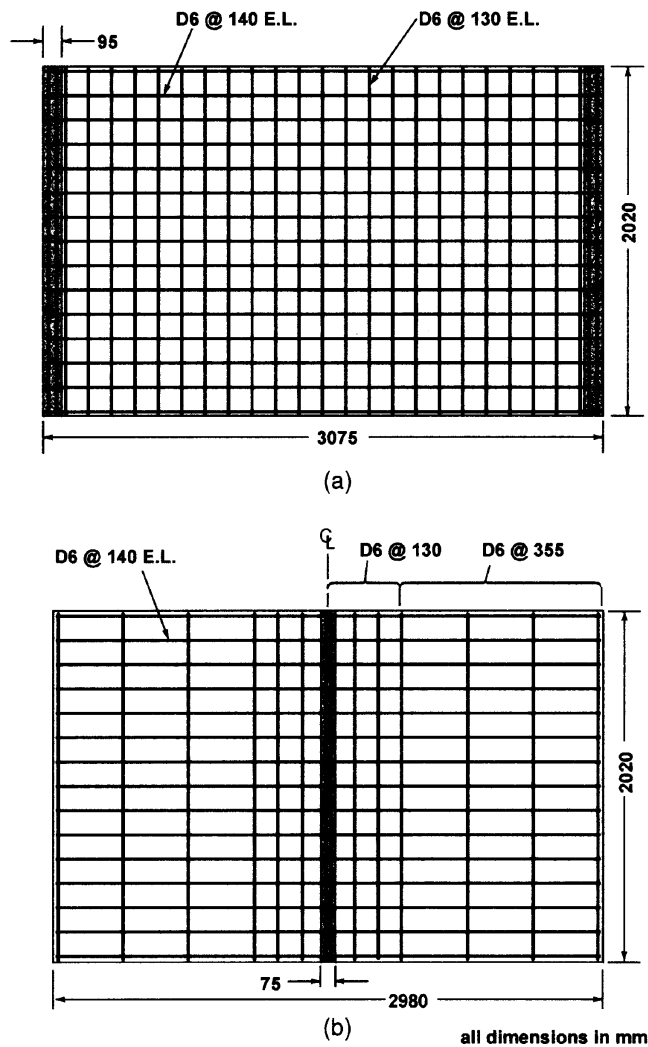 D6 @ 140 E.L.
D6 @ 130 E.L.
95
2020
3075
(a)
CL
D6 @ 140 E.L.
D6 @ 130
D6 @ 355
2020
75
2980
(b)
all dimensions in mm